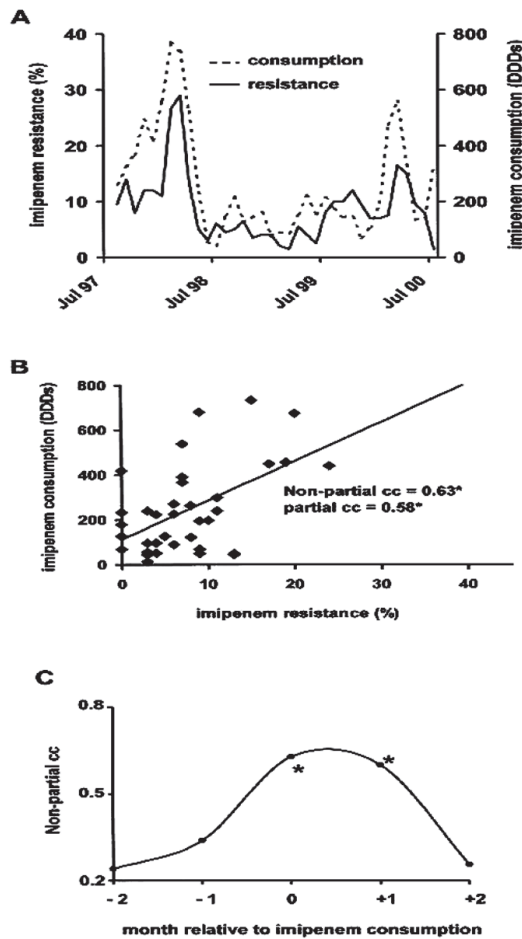 A
40
30
20
10
0
imipenem resistance (%)
consumption
resistance
800
600
400
200
0
imipenem consumption (DDDs)
Jul 97
Jul 98
Jul 99
Jul 00
B
800
600
400
200
0
imipenem consumption (DDDs)
Non-partial cc = 0.63*
partial cc = 0.58*
0
10
20
30
40
imipenem resistance (%)
C
0.8
0.5
0.2
Non-partial cc
*
*
- 2
- 1
0
+1
+2
month relative to imipenem consumption